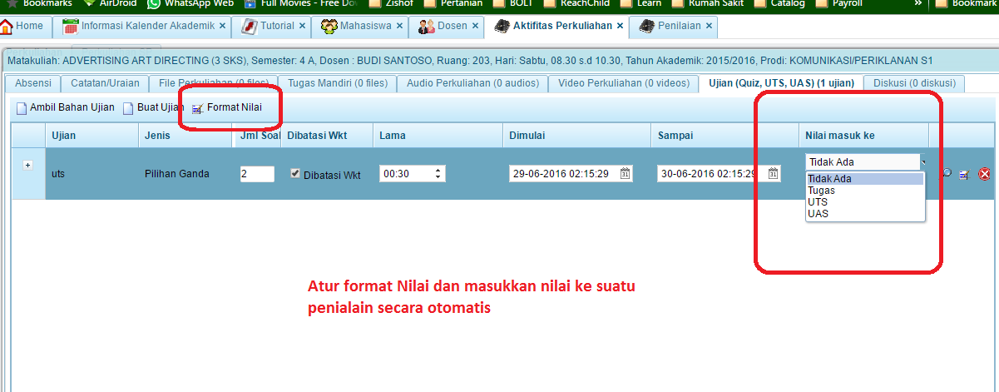 Bookmarks AirDroid WhatsApp Web Full Movies - Free Do Zishof Pertanian BOLT ReachChild Learn Rumah Sakit Catalog Payroll » Bookmark
Home Informasi Kalender Akademik × Tutorial × Mahasiswa × Dosen × Aktifitas Perkuliahan × Penilaian ×
Matakuliah: ADVERTISING ART DIRECTING (3 SKS), Semester: 4 A, Dosen : BUDI SANTOSO, Ruang: 203, Hari: Sabtu, 08.30 s.d 10.30, Tahun Akademik: 2015/2016, Prodi: KOMUNIKASI/PERIKLANAN S1
Absensi Catatan/Uraian File Perkuliahan (0 files) Tugas Mandiri (0 files) Audio Perkuliahan (0 audios) Video Perkuliahan (0 videos) Ujian (Quiz, UTS, UAS) (1 ujian) Diskusi (0 diskusi)
Ambil Bahan Ujian Buat Ujian Format Nilai
Ujian Jenis Jml Soal Dibatasi Wkt Lama Dimulai Sampai Nilai masuk ke
uts Pilihan Ganda 2 Dibatasi Wkt 00:30 29-06-2016 02:15:29 30-06-2016 02:15:29 Tidak Ada
Tidak Ada
Tugas
UTS
UAS
Atur format Nilai dan masukkan nilai ke suatu
penialain secara otomatis